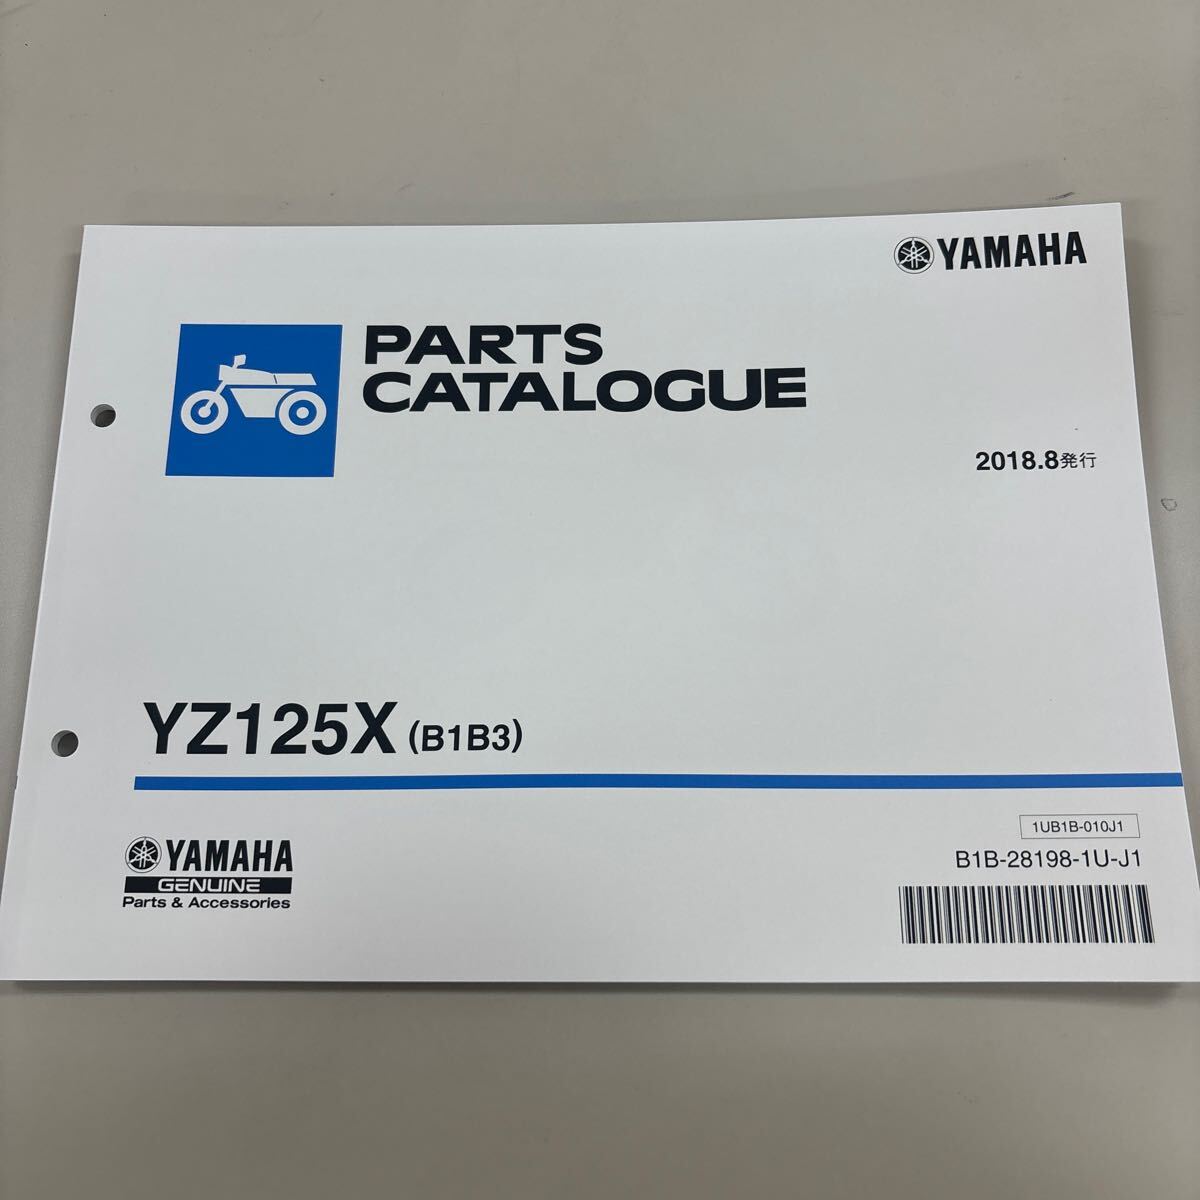 YAMAHA
PARTS
CATALOGUE
2018.8発行
YZ125X (B1B3)
1UB1B-010J1
B1B-28198-1U-J1
YAMAHA
GENUINE
Parts & Accessories